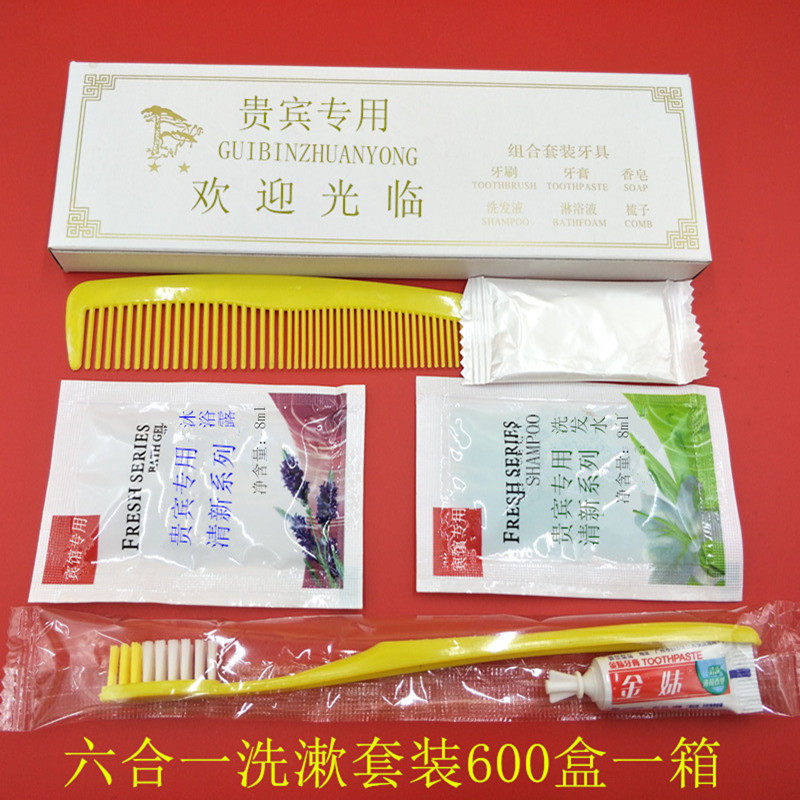 贵宾专用
GUIBINZHUANYONG
欢迎光临
组合套装牙具
牙刷 牙膏 香皂
TOOTHBRUSH TOOTHPASTE SOAP
洗发液 淋浴液 梳子
SHAMPOO BATHFOAM COMB
宾馆专用
FRESH SERIES
BATH GEL
沐浴露
贵宾专用
清新系列
净含量：8ml
宾馆专用
FRESH SERIES
SHAMPOO
洗发水
贵宾专用
清新系列
净含量：8ml
TOOTHPASTE
金妹
六合一洗漱套装600盒一箱